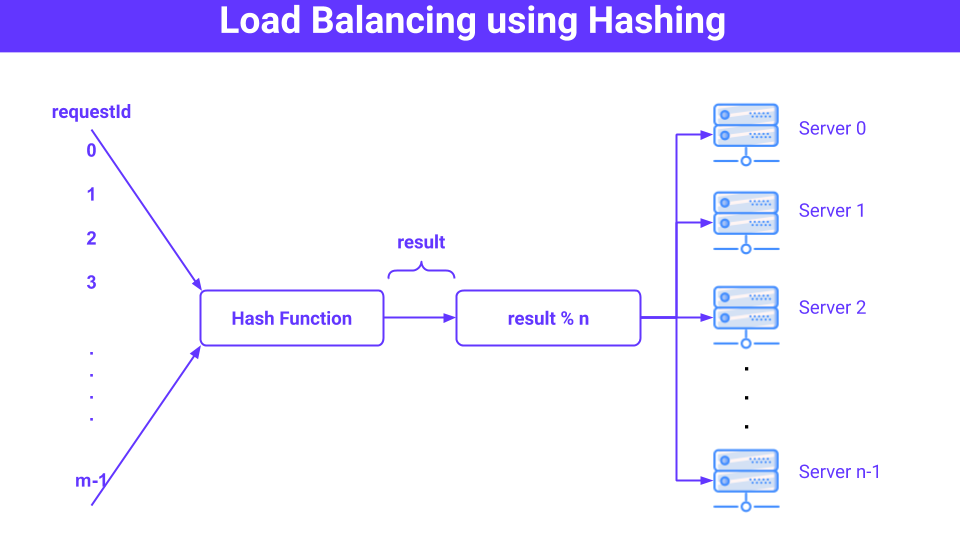 Load Balancing using Hashing
requestId
0
1
2
3
.
.
.
.
m-1
result
Hash Function
result % n
Server 0
Server 1
Server 2
.
.
.
Server n-1